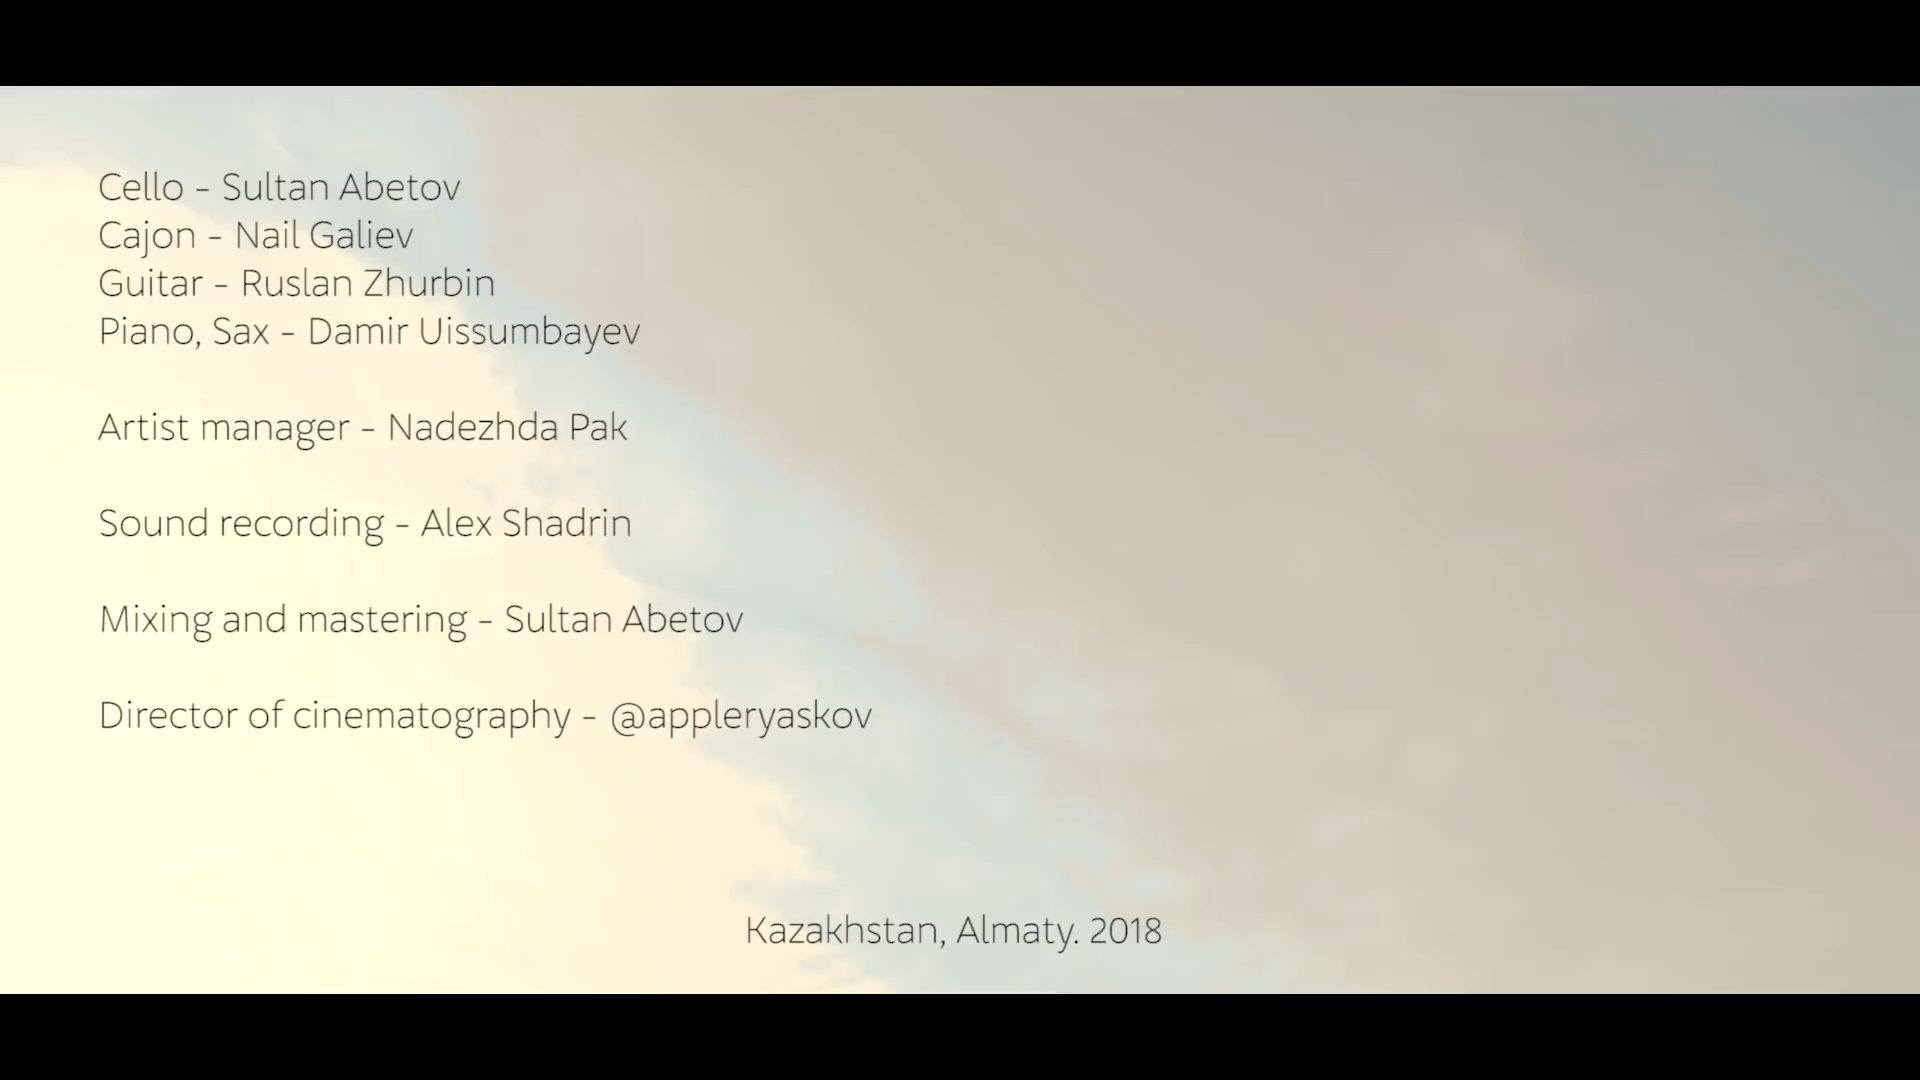 Cello - Sultan Abetov
Cajon - Nail Galiev
Guitar - Ruslan Zhurbin
Piano, Sax - Damir Uissumbayev
Artist manager - Nadezhda Pak
Sound recording - Alex Shadrin
Mixing and mastering - Sultan Abetov
Director of cinematography - @appleryaskov
Kazakhstan, Almaty. 2018